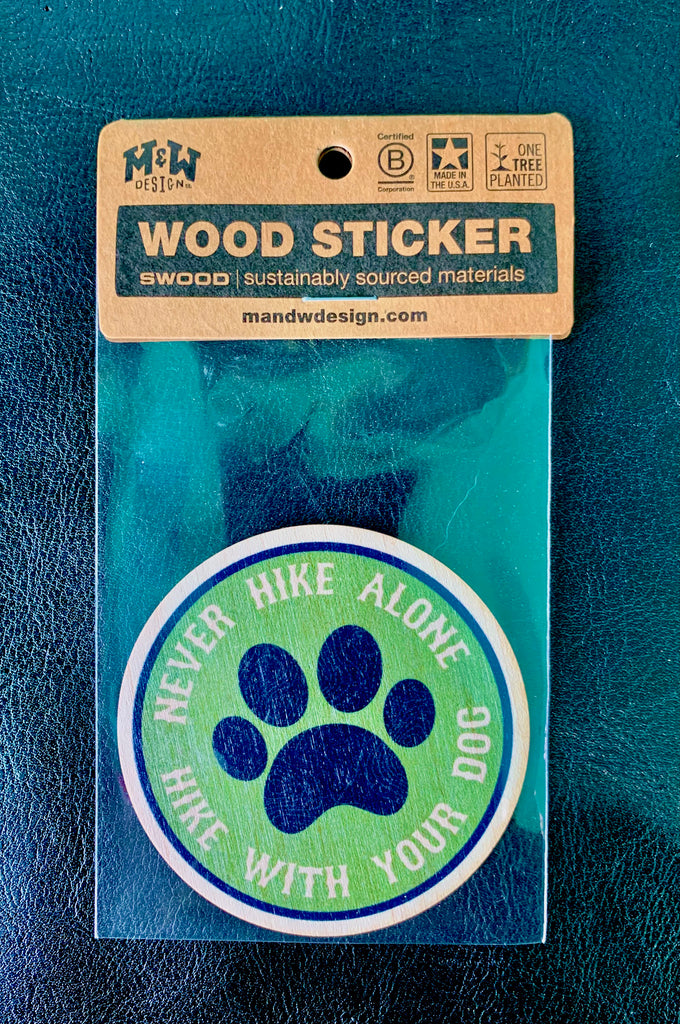 M&W
DESIGN CO.
Certified
B
®
Corporation
MADE IN
THE U.S.A.
ONE
TREE
PLANTED
WOOD STICKER
SWOOD | sustainably sourced materials
mandwdesign.com
NEVER HIKE ALONE
HIKE WITH YOUR DOG